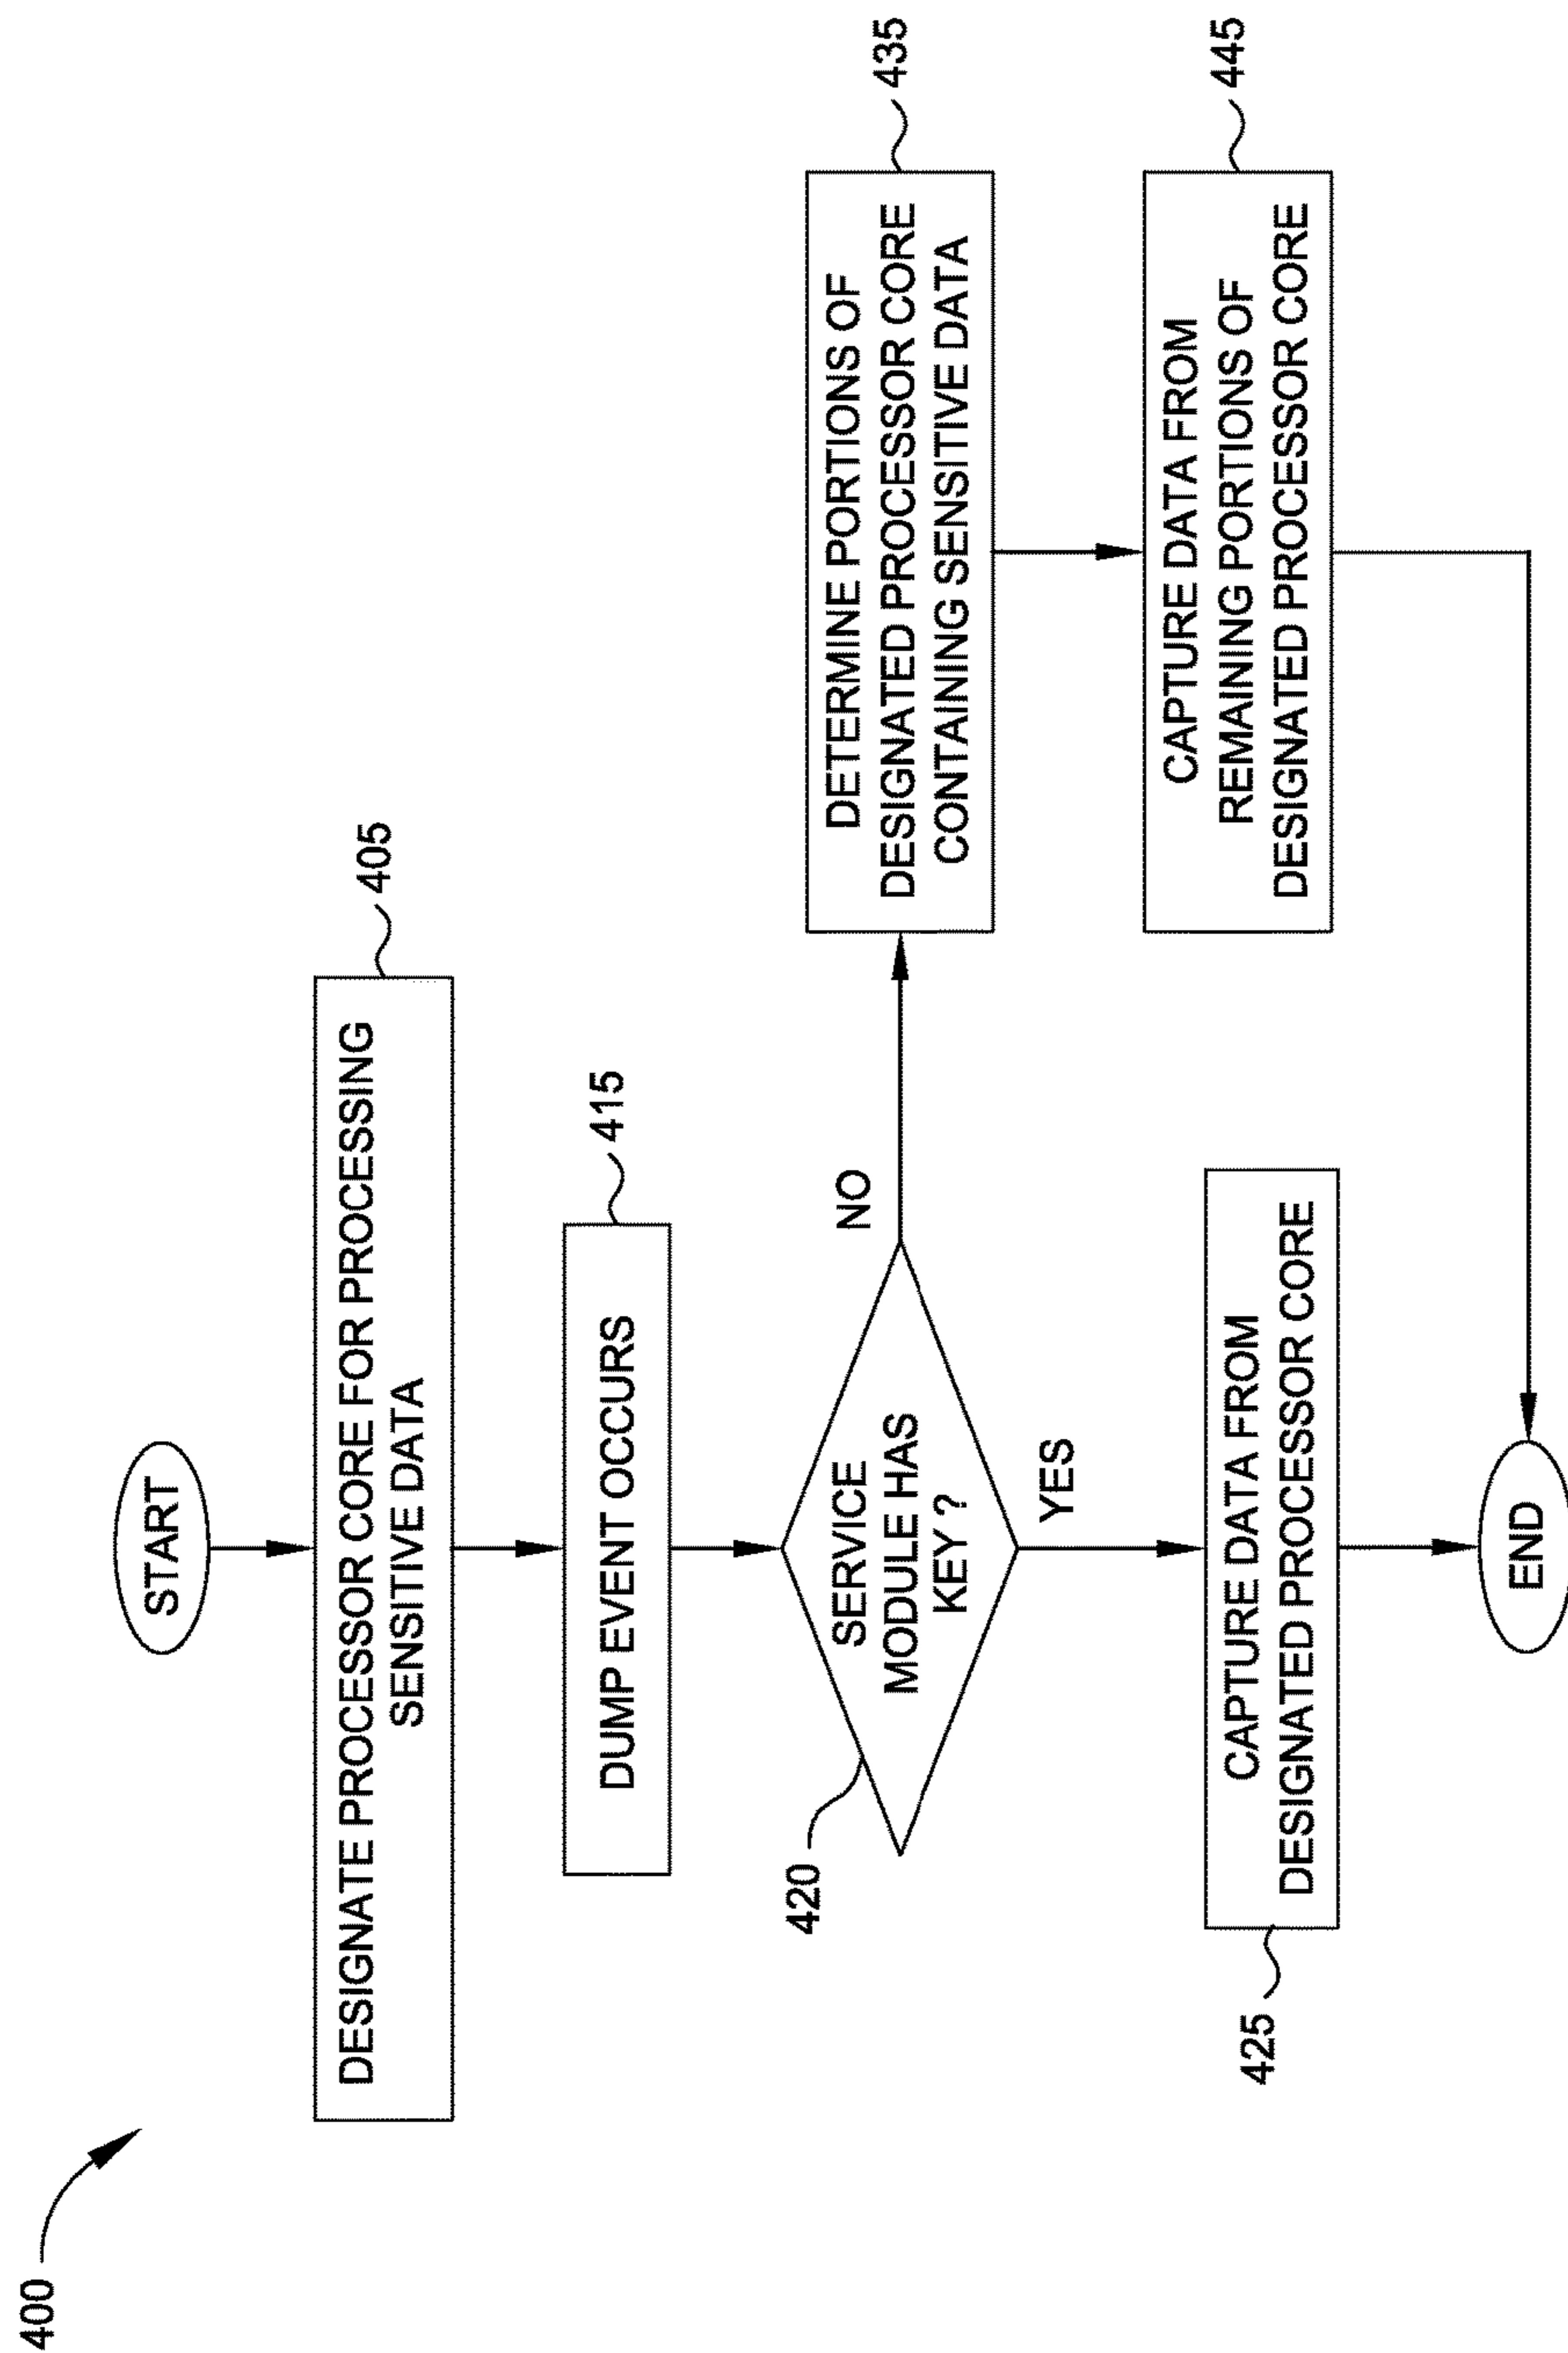 400
START
DESIGNATE PROCESSOR CORE FOR PROCESSING
SENSITIVE DATA
405
DUMP EVENT OCCURS
415
SERVICE
MODULE HAS
KEY ?
420
NO
YES
DETERMINE PORTIONS OF
DESIGNATED PROCESSOR CORE
CONTAINING SENSITIVE DATA
435
CAPTURE DATA FROM
REMAINING PORTIONS OF
DESIGNATED PROCESSOR CORE
445
CAPTURE DATA FROM
DESIGNATED PROCESSOR CORE
425
END